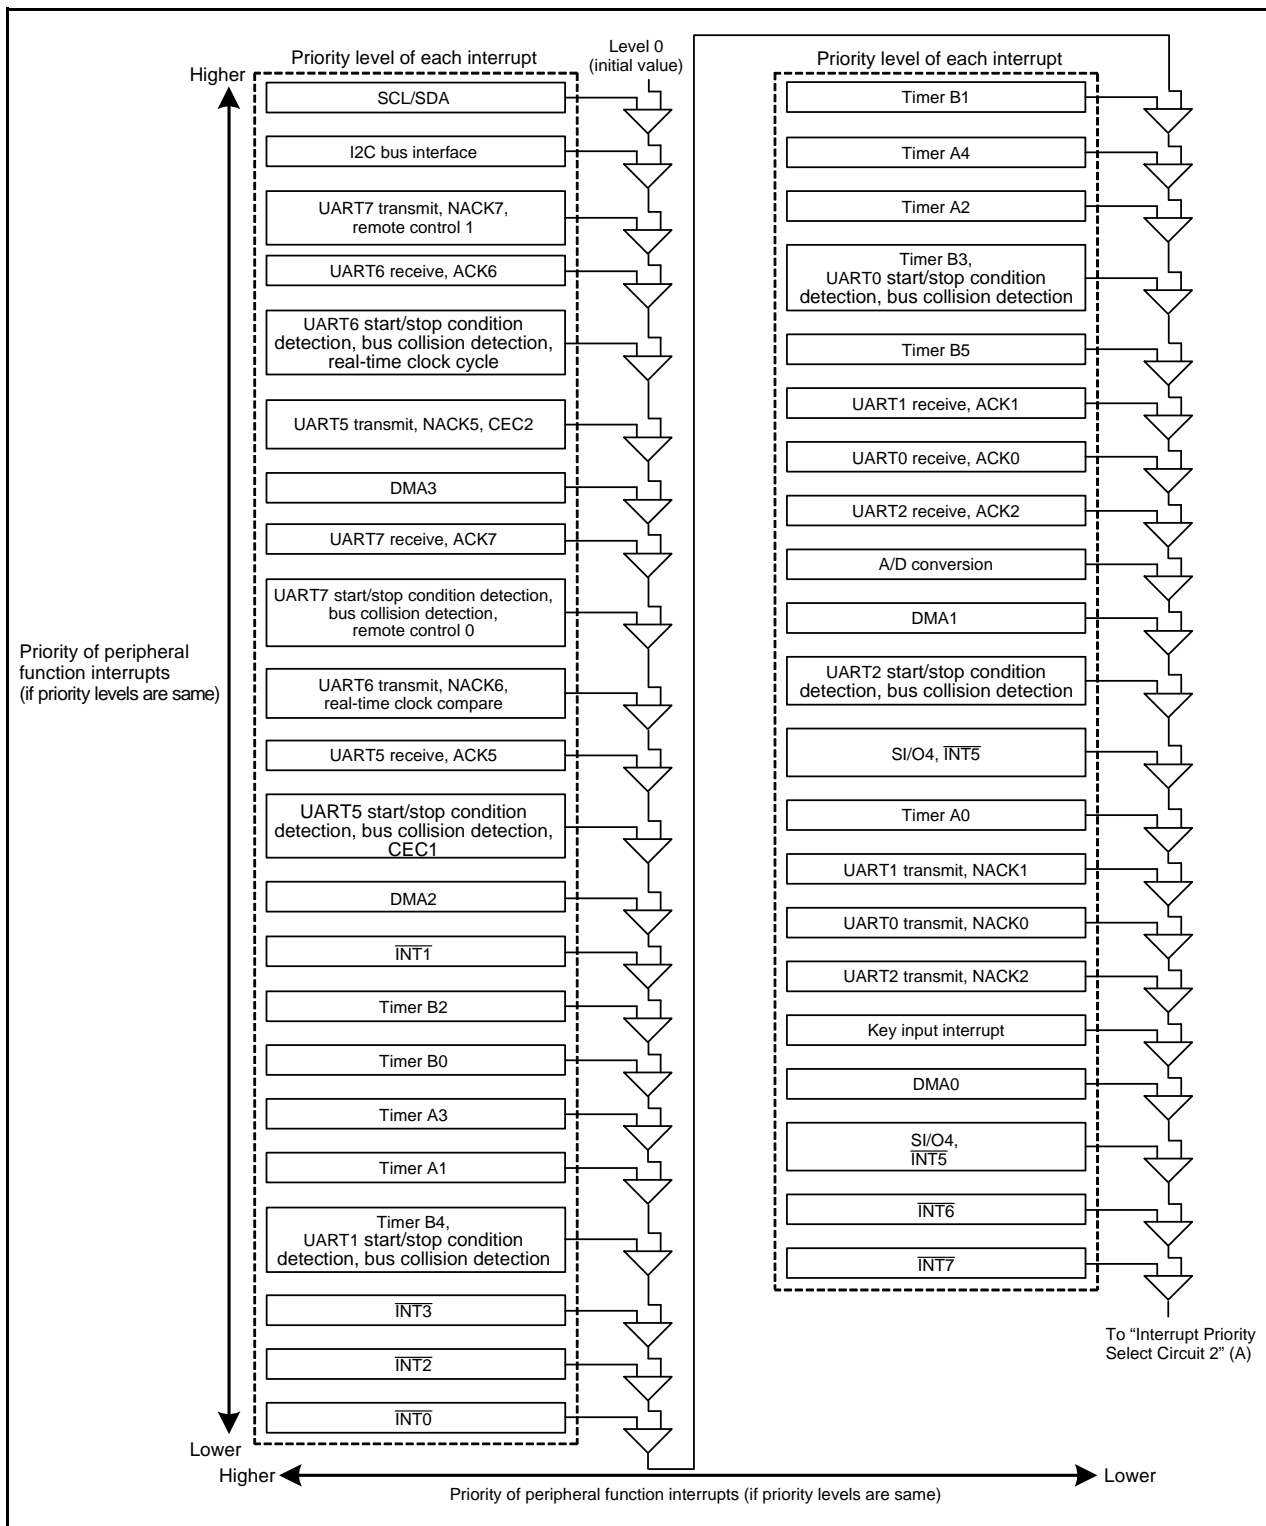 Priority level of each interrupt
Level 0
(initial value)
Higher
SCL/SDA
I2C bus interface
UART7 transmit, NACK7,
remote control 1
UART6 receive, ACK6
UART6 start/stop condition
detection, bus collision detection,
real-time clock cycle
UART5 transmit, NACK5, CEC2
DMA3
UART7 receive, ACK7
UART7 start/stop condition detection,
bus collision detection,
remote control 0
Priority of peripheral
function interrupts
(if priority levels are same)
UART6 transmit, NACK6,
real-time clock compare
UART5 receive, ACK5
UART5 start/stop condition
detection, bus collision detection,
CEC1
DMA2
INT1
Timer B2
Timer B0
Timer A3
Timer A1
Timer B4,
UART1 start/stop condition
detection, bus collision detection
INT3
INT2
INT0
Lower
Priority level of each interrupt
Timer B1
Timer A4
Timer A2
Timer B3,
UART0 start/stop condition
detection, bus collision detection
Timer B5
UART1 receive, ACK1
UART0 receive, ACK0
UART2 receive, ACK2
A/D conversion
DMA1
UART2 start/stop condition
detection, bus collision detection
SI/O4, INT5
Timer A0
UART1 transmit, NACK1
UART0 transmit, NACK0
UART2 transmit, NACK2
Key input interrupt
DMA0
SI/O4,
INT5
INT6
INT7
To “Interrupt Priority
Select Circuit 2” (A)
Higher
Lower
Priority of peripheral function interrupts (if priority levels are same)